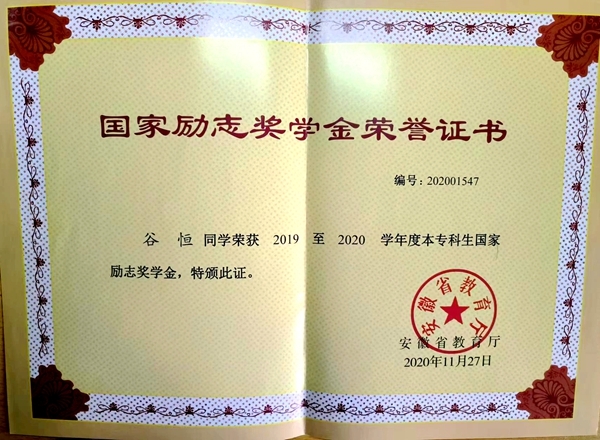 国家励志奖学金荣誉证书
编号：202001547
谷 恒 同学荣获 2019 至 2020 学年度本专科生国家
励志奖学金，特颁此证。
安徽省教育厅
安徽省教育厅
2020年11月27日